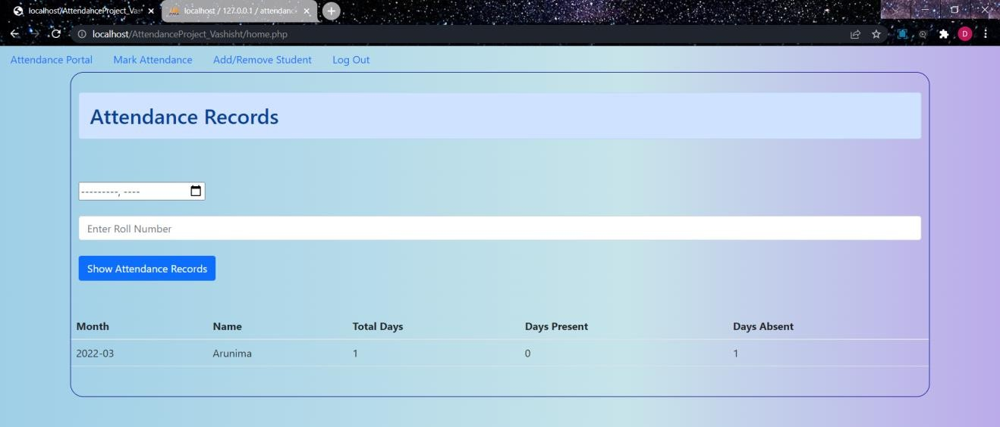 localhost/AttendanceProject_Vas
localhost / 127.0.0.1 / attendanc
localhost/AttendanceProject_Vashisht/home.php
D
Attendance Portal Mark Attendance Add/Remove Student Log Out
Attendance Records
---------, ----
Enter Roll Number
Show Attendance Records
Month Name Total Days Days Present Days Absent
2022-03 Arunima 1 0 1